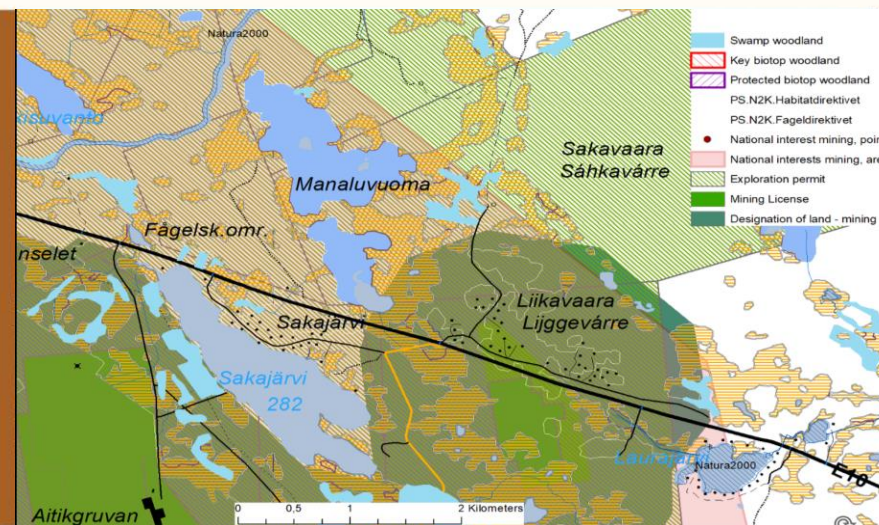 Natura2000
Swamp woodland
Key biotop woodland
Protected biotop woodland
PS.N2K.Habitatdirektivet
PS.N2K.Fageldirektivet
National interest mining, poin
National interests mining, are
Exploration permit
Mining License
Designation of land - mining
kisuvanto
Sakavaara
Sáhkavárre
Manaluvuoma
Fågelsk.omr.
nselet
Liikavaara
Lijggevárre
Sakajärvi
Sakajärvi
282
Laurajärvi
Natura2000
E10
Aitikgruvan
0 0,5 1 2 Kilometers
©